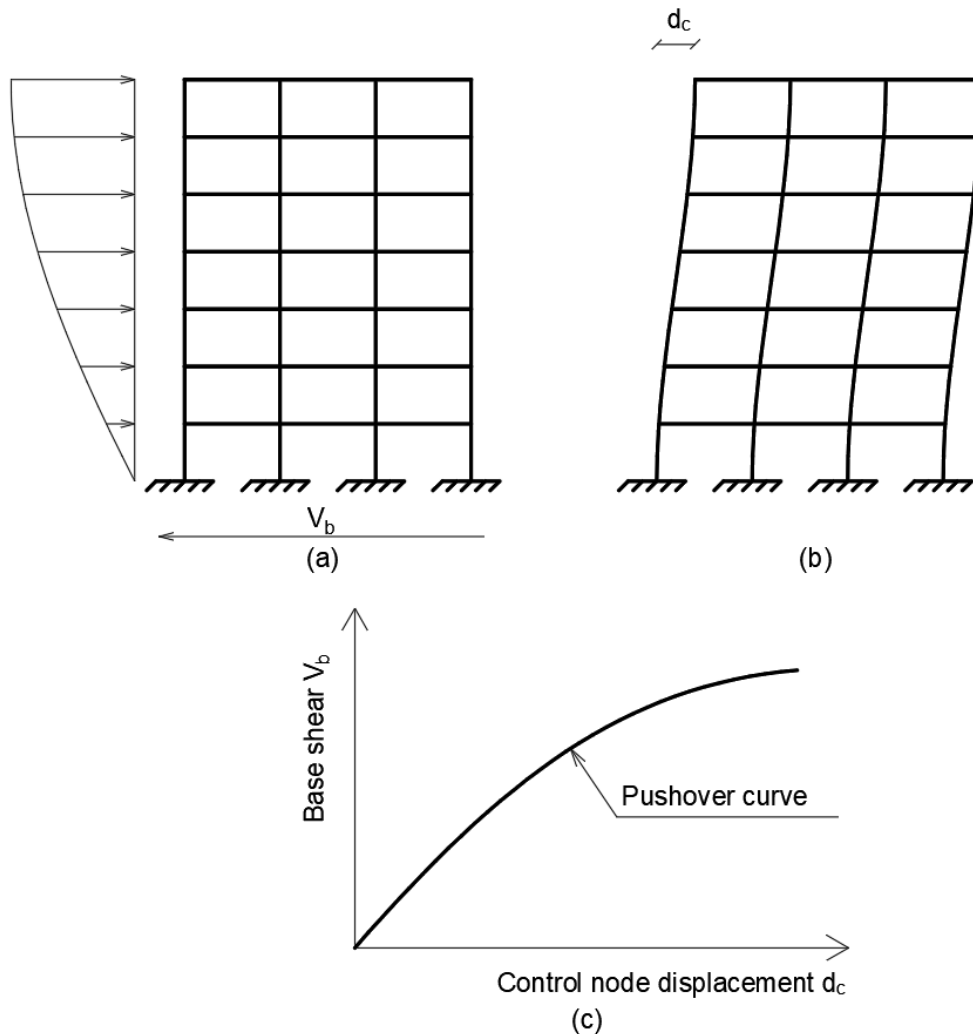 dc
Vb
(a)
(b)
Base shear Vb
Pushover curve
Control node displacement dc
(c)